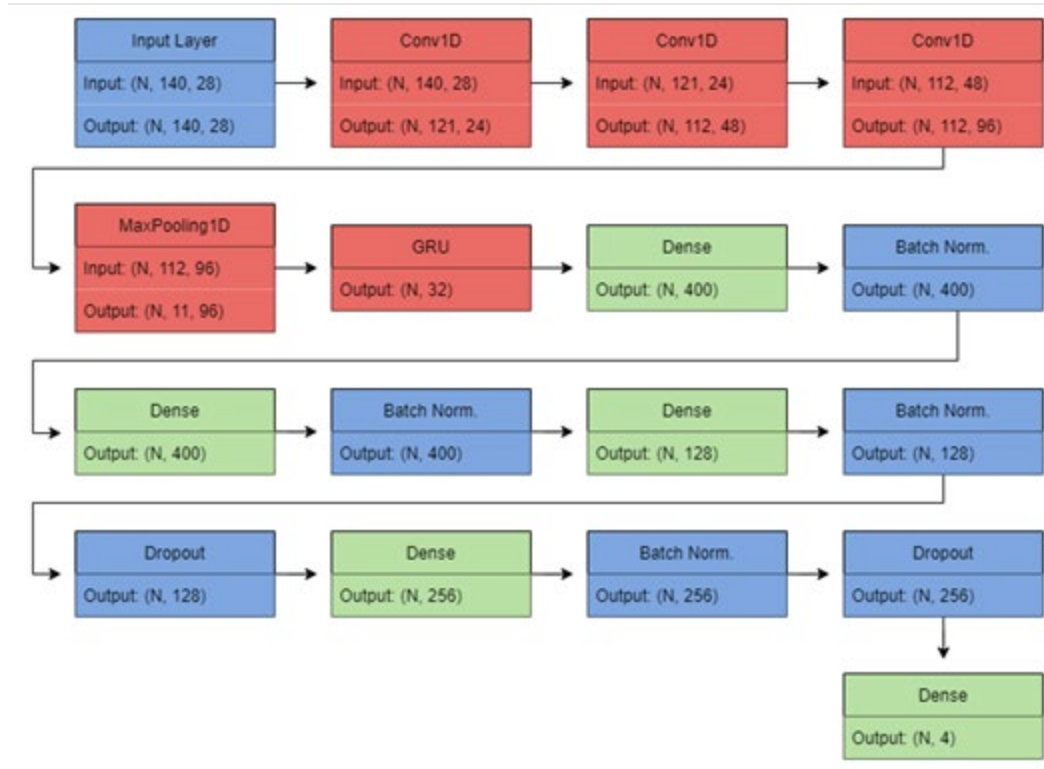 Input Layer
Input: (N, 140, 28)
Output: (N, 140, 28)
Conv1D
Input: (N, 140, 28)
Output: (N, 121, 24)
Conv1D
Input: (N, 121, 24)
Output: (N, 112, 48)
Conv1D
Input: (N, 112, 48)
Output: (N, 112, 96)
MaxPooling1D
Input: (N, 112, 96)
Output: (N, 11, 96)
GRU
Output: (N, 32)
Dense
Output: (N, 400)
Batch Norm.
Output: (N, 400)
Dense
Output: (N, 400)
Batch Norm.
Output: (N, 400)
Dense
Output: (N, 128)
Batch Norm.
Output: (N, 128)
Dropout
Output: (N, 128)
Dense
Output: (N, 256)
Batch Norm.
Output: (N, 256)
Dropout
Output: (N, 256)
Dense
Output: (N, 4)